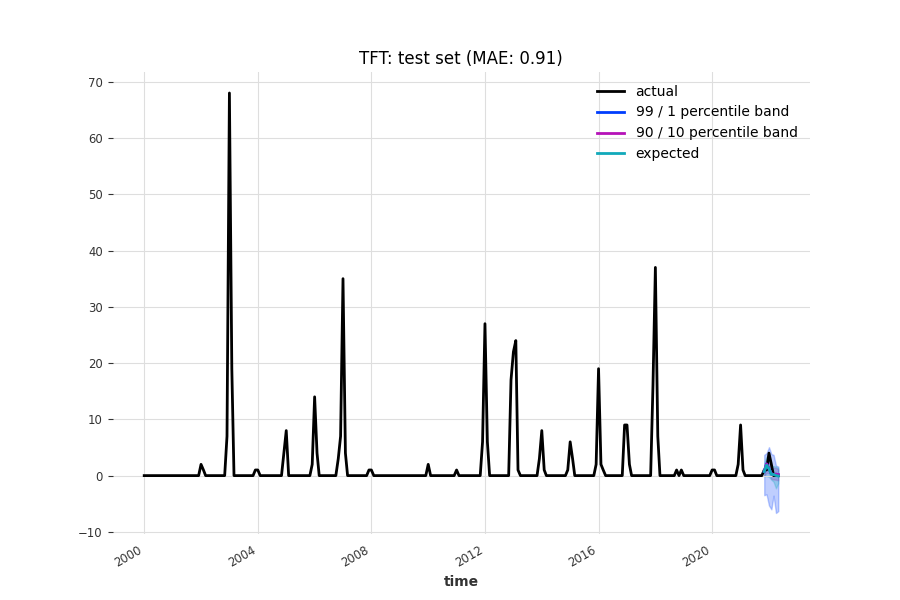 TFT: test set (MAE: 0.91)
actual
99 / 1 percentile band
90 / 10 percentile band
expected
70
60
50
40
30
20
10
0
−10
2000
2004
2008
2012
2016
2020
time